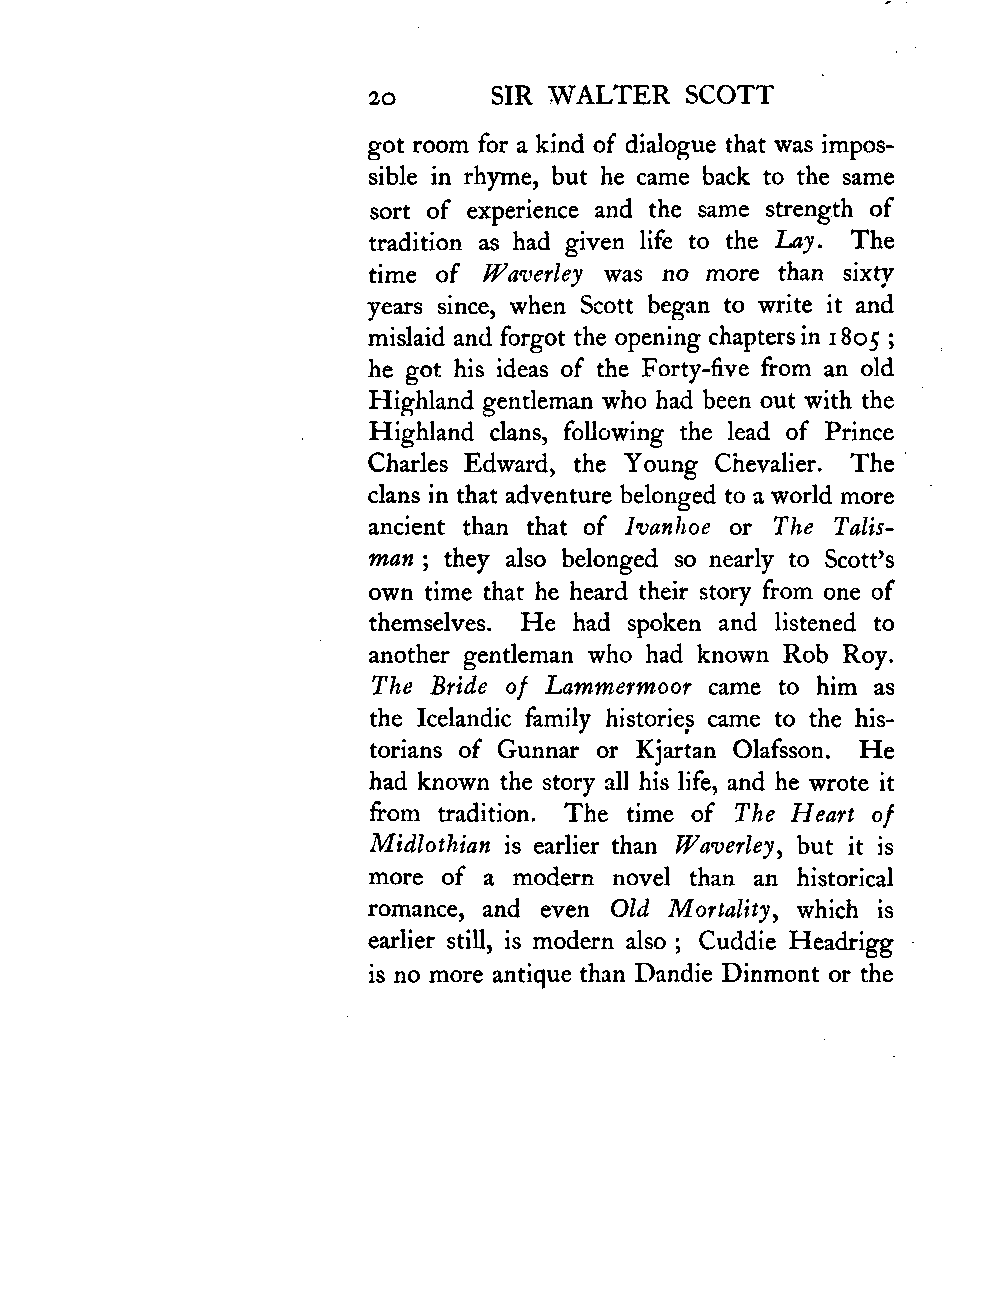 20 SIR WALTER SCOTT
got room for a kind of dialogue that was impos-
sible in rhyme, but he came back to the same
sort of experience and the same strength of
tradition as had given life to the Lay. The
time of Waverley was no more than sixty
years since, when Scott began to write it and
mislaid and forgot the opening chapters in 1805 ;
he got his ideas of the Forty-five from an old
Highland gentleman who had been out with the
Highland clans, following the lead of Prince
Charles Edward, the Young Chevalier. The
clans in that adventure belonged to a world more
ancient than that of Ivanhoe or The Talis-
man ; they also belonged so nearly to Scott's
own time that he heard their story from one of
themselves. He had spoken and listened to
another gentleman who had known Rob Roy.
The Bride of Lammermoor came to him as
the Icelandic family histories came to the his-
torians of Gunnar or Kjartan Olafsson. He
had known the story all his life, and he wrote it
from tradition. The time of The Heart of
Midlothian is earlier than Waverley, but it is
more of a modern novel than an historical
romance, and even Old Mortality, which is
earlier still, is modern also ; Cuddie Headrigg
is no more antique than Dandie Dinmont or the